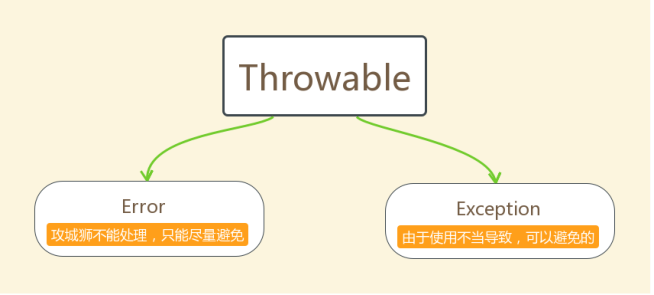 Throwable
Error
攻城狮不能处理，只能尽量避免
Exception
由于使用不当导致，可以避免的